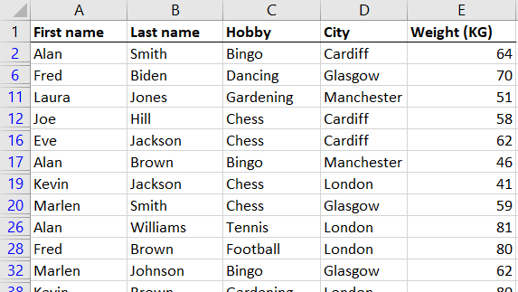 A B C D E
1 First name Last name Hobby City Weight (KG)
2 Alan Smith Bingo Cardiff 64
6 Fred Biden Dancing Glasgow 70
11 Laura Jones Gardening Manchester 51
12 Joe Hill Chess Cardiff 58
16 Eve Jackson Chess Cardiff 62
17 Alan Brown Bingo Manchester 46
19 Kevin Jackson Chess London 41
20 Marlen Smith Chess Glasgow 59
26 Alan Williams Tennis London 81
28 Fred Brown Football London 80
32 Marlen Johnson Bingo Glasgow 62
38 Kevin Brown Gardening London 80